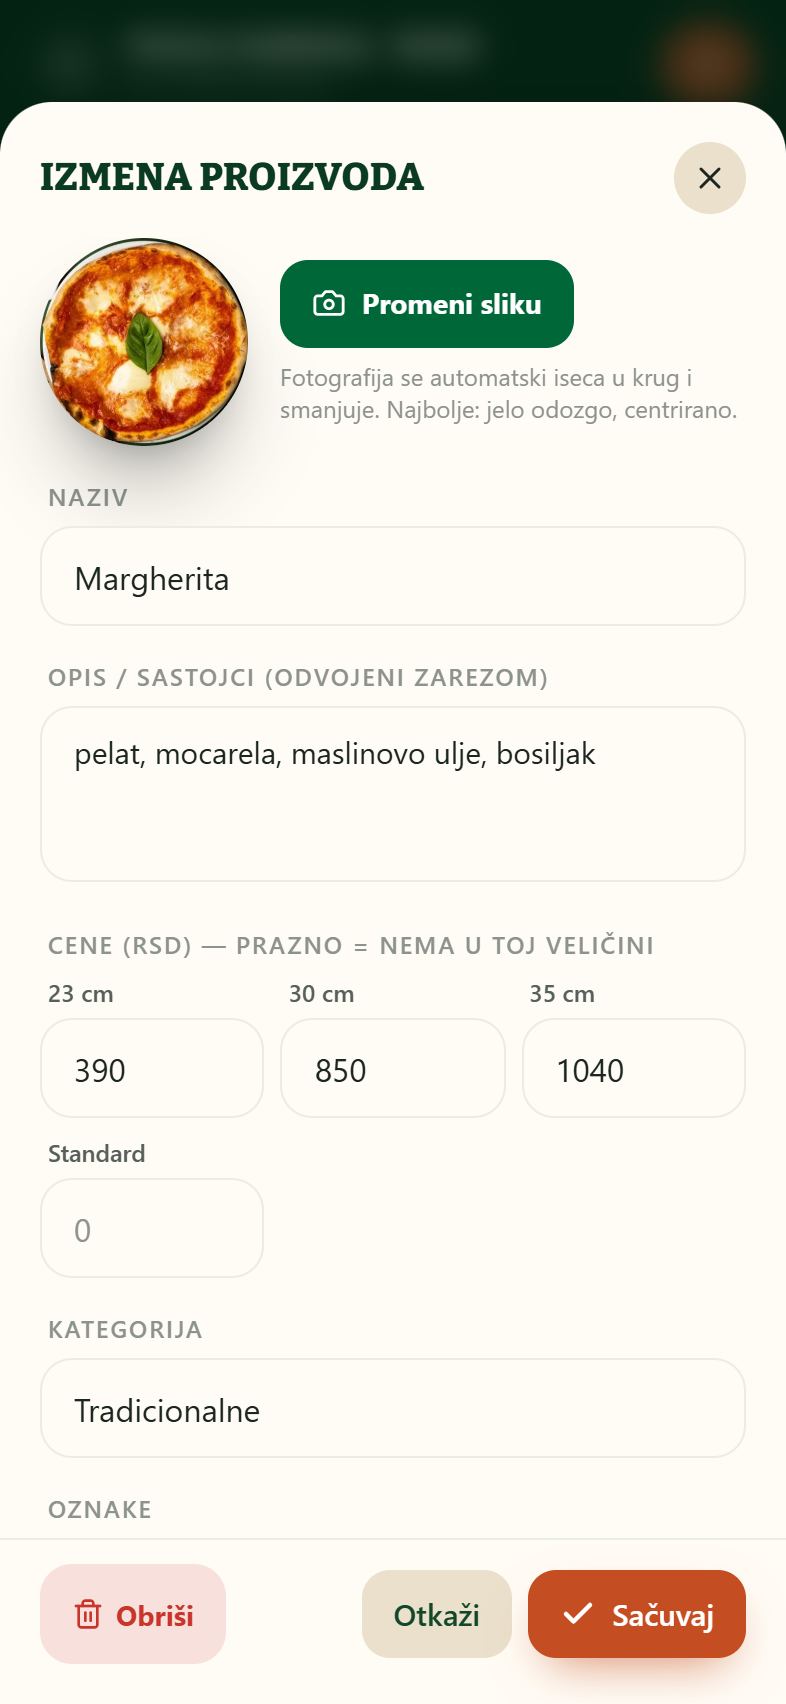 IZMENA PROIZVODA
Promeni sliku
Fotografija se automatski iseca u krug i
smanjuje. Najbolje: jelo odozgo, centrirano.
NAZIV
Margherita
OPIS / SASTOJCI (ODVOJENI ZAREZOM)
pelat, mocarela, maslinovo ulje, bosiljak
CENE (RSD) — PRAZNO = NEMA U TOJ VELIČINI
23 cm 30 cm 35 cm
390 850 1040
Standard
0
KATEGORIJA
Tradicionalne
OZNAKE
Obriši Otkaži Sačuvaj